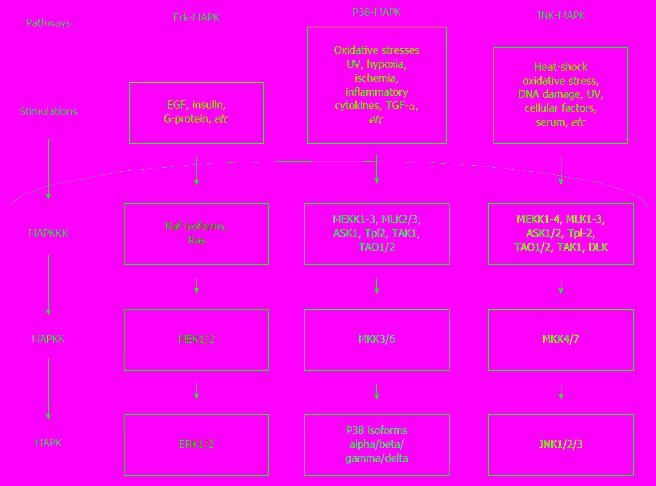 Pathways
Erk-MAPK
P38-MAPK
JNK-MAPK
Stimulations
EGF, insulin,
G-protein, etc
Oxidative stresses
UV, hypoxia,
ischemia,
inflammatory
cytokines, TGF-α,
etc
Heat-shock
oxidative stress,
DNA damage, UV,
cellular factors,
serum, etc
MAPKKK
Raf isoforms,
Ras
MEKK1-3, MLK2/3,
ASK1, Tpl2, TAK1,
TAO1/2
MEKK1-4, MLK1-3,
ASK1/2, Tpl-2,
TAO1/2, TAK1, DLK
MAPKK
MEK1/2
MKK3/6
MKK4/7
MAPK
ERK1/2
P38 Isoforms
alpha/beta/
gamma/delta
JNK1/2/3